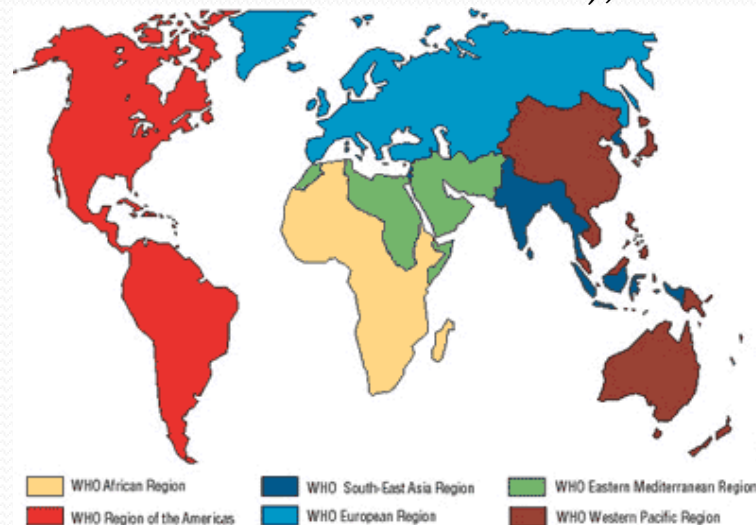 WHO African Region
WHO South-East Asia Region
WHO Eastern Mediterranean Region
WHO Region of the Americas
WHO European Region
WHO Western Pacific Region